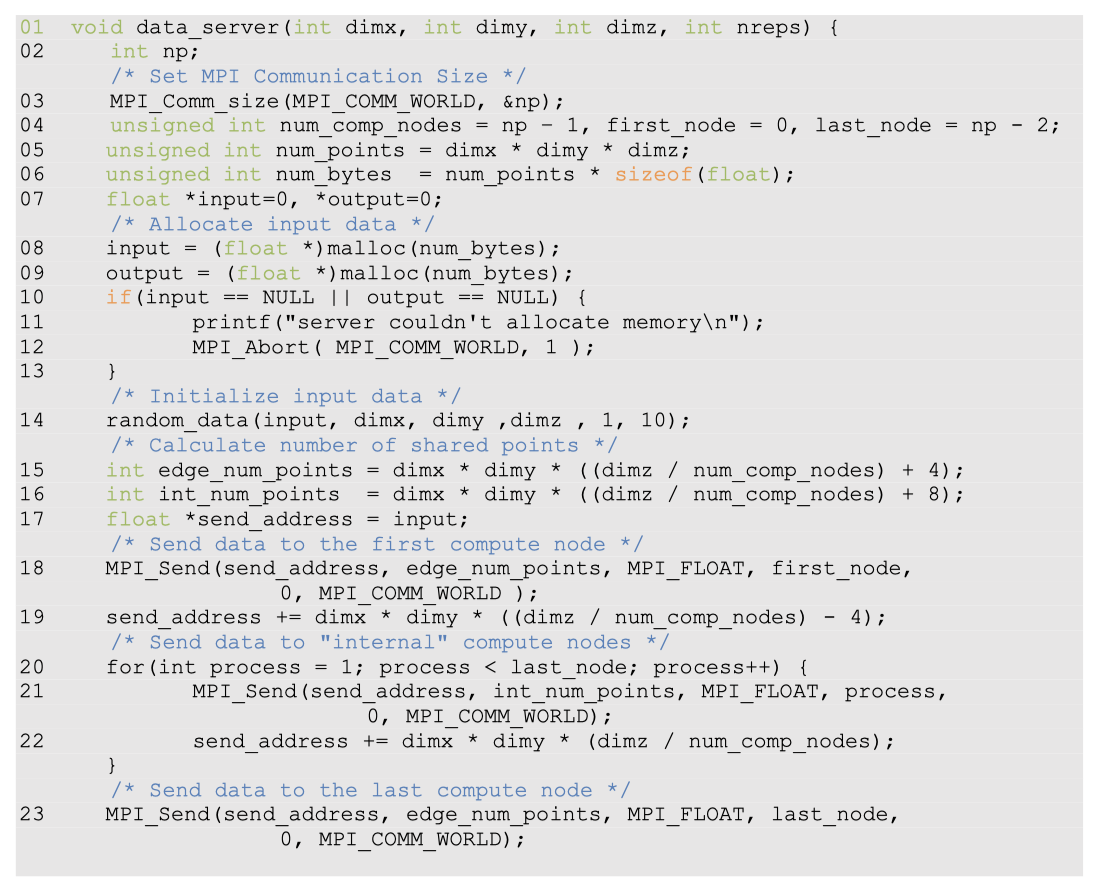 01 void data_server(int dimx, int dimy, int dimz, int nreps) {
02 int np;
/* Set MPI Communication Size */
03 MPI_Comm_size(MPI_COMM_WORLD, &np);
04 unsigned int num_comp_nodes = np – 1, first_node = 0, last_node = np - 2;
05 unsigned int num_points = dimx * dimy * dimz;
06 unsigned int num_bytes  = num_points * sizeof(float);
07 float *input=0, *output=0;
/* Allocate input data */
08 input = (float *)malloc(num_bytes);
09 output = (float *)malloc(num_bytes);
10 if(input == NULL || output == NULL) {
11 printf("server couldn't allocate memory\n");
12 MPI_Abort( MPI_COMM_WORLD, 1 );
13 }
/* Initialize input data */
14 random_data(input, dimx, dimy ,dimz , 1, 10);
/* Calculate number of shared points */
15 int edge_num_points = dimx * dimy * ((dimz / num_comp_nodes) + 4);
16 int int_num_points  = dimx * dimy * ((dimz / num_comp_nodes) + 8);
17 float *send_address = input;
/* Send data to the first compute node */
18 MPI_Send(send_address, edge_num_points, MPI_FLOAT, first_node,
0, MPI_COMM_WORLD );
19 send_address += dimx * dimy * ((dimz / num_comp_nodes) - 4);
/* Send data to "internal" compute nodes */
20 for(int process = 1; process < last_node; process++) {
21 MPI_Send(send_address, int_num_points, MPI_FLOAT, process,
0, MPI_COMM_WORLD);
22 send_address += dimx * dimy * (dimz / num_comp_nodes);
}
/* Send data to the last compute node */
23 MPI_Send(send_address, edge_num_points, MPI_FLOAT, last_node,
0, MPI_COMM_WORLD);